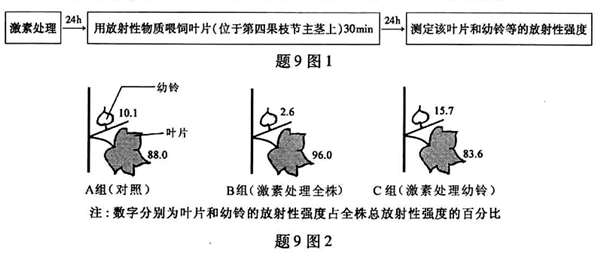 激素处理 24h 用放射性物质喂饲叶片(位于第四果枝节主茎上)30min 24h 测定该叶片和幼铃等的放射性强度
题9图1
幼铃
10.1 2.6 15.7
叶片
88.0 96.0 83.6
A组(对照) B组(激素处理全株) C组(激素处理幼铃)
注:数字分别为叶片和幼铃的放射性强度占全株总放射性强度的百分比
题9图2